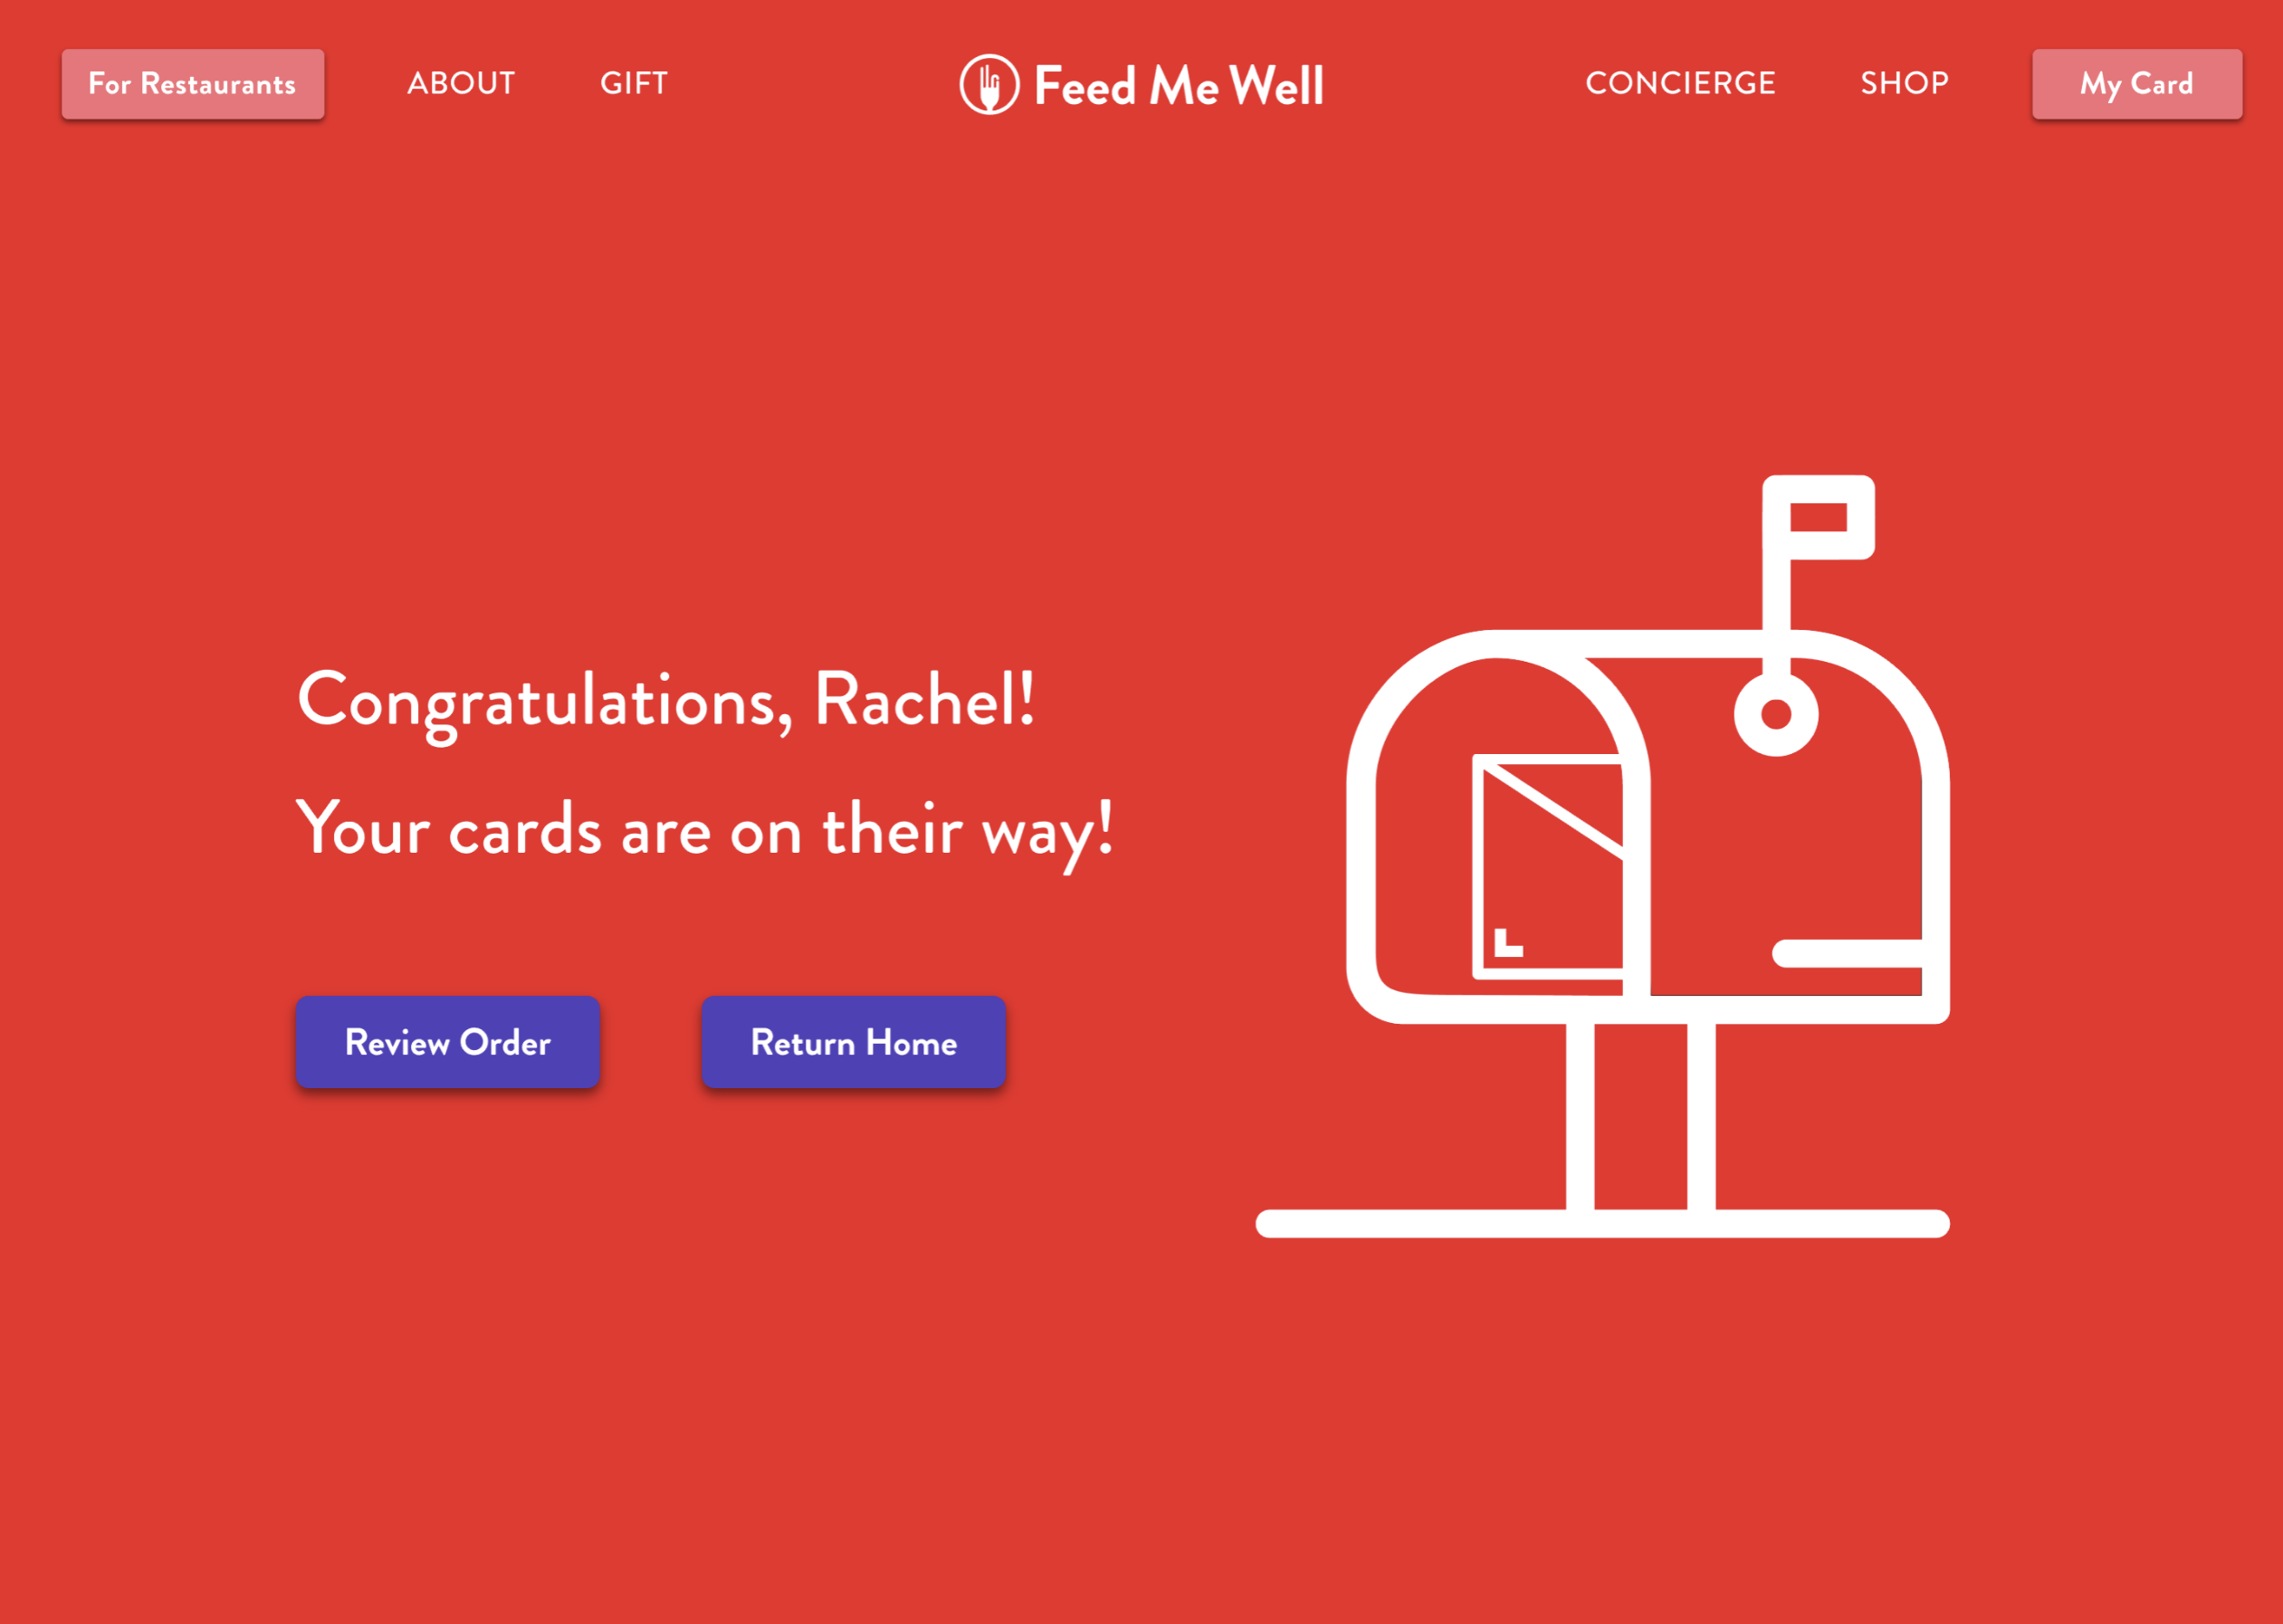 For Restaurants
ABOUT
GIFT
Feed Me Well
CONCIERGE
SHOP
My Card
Congratulations, Rachel!
Your cards are on their way!
Review Order
Return Home